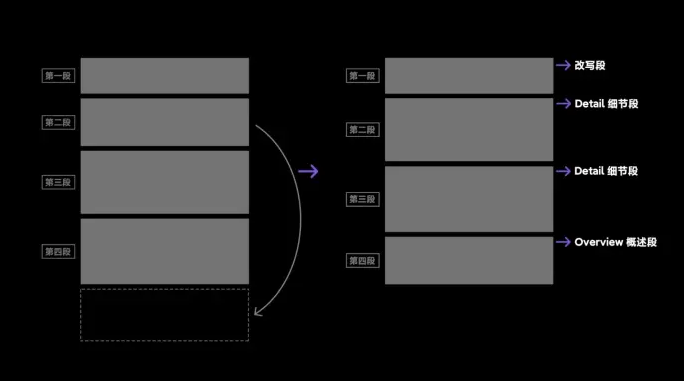 第一段
第二段
第三段
第四段
第一段
改写段
第二段
Detail 细节段
第三段
Detail 细节段
第四段
Overview 概述段